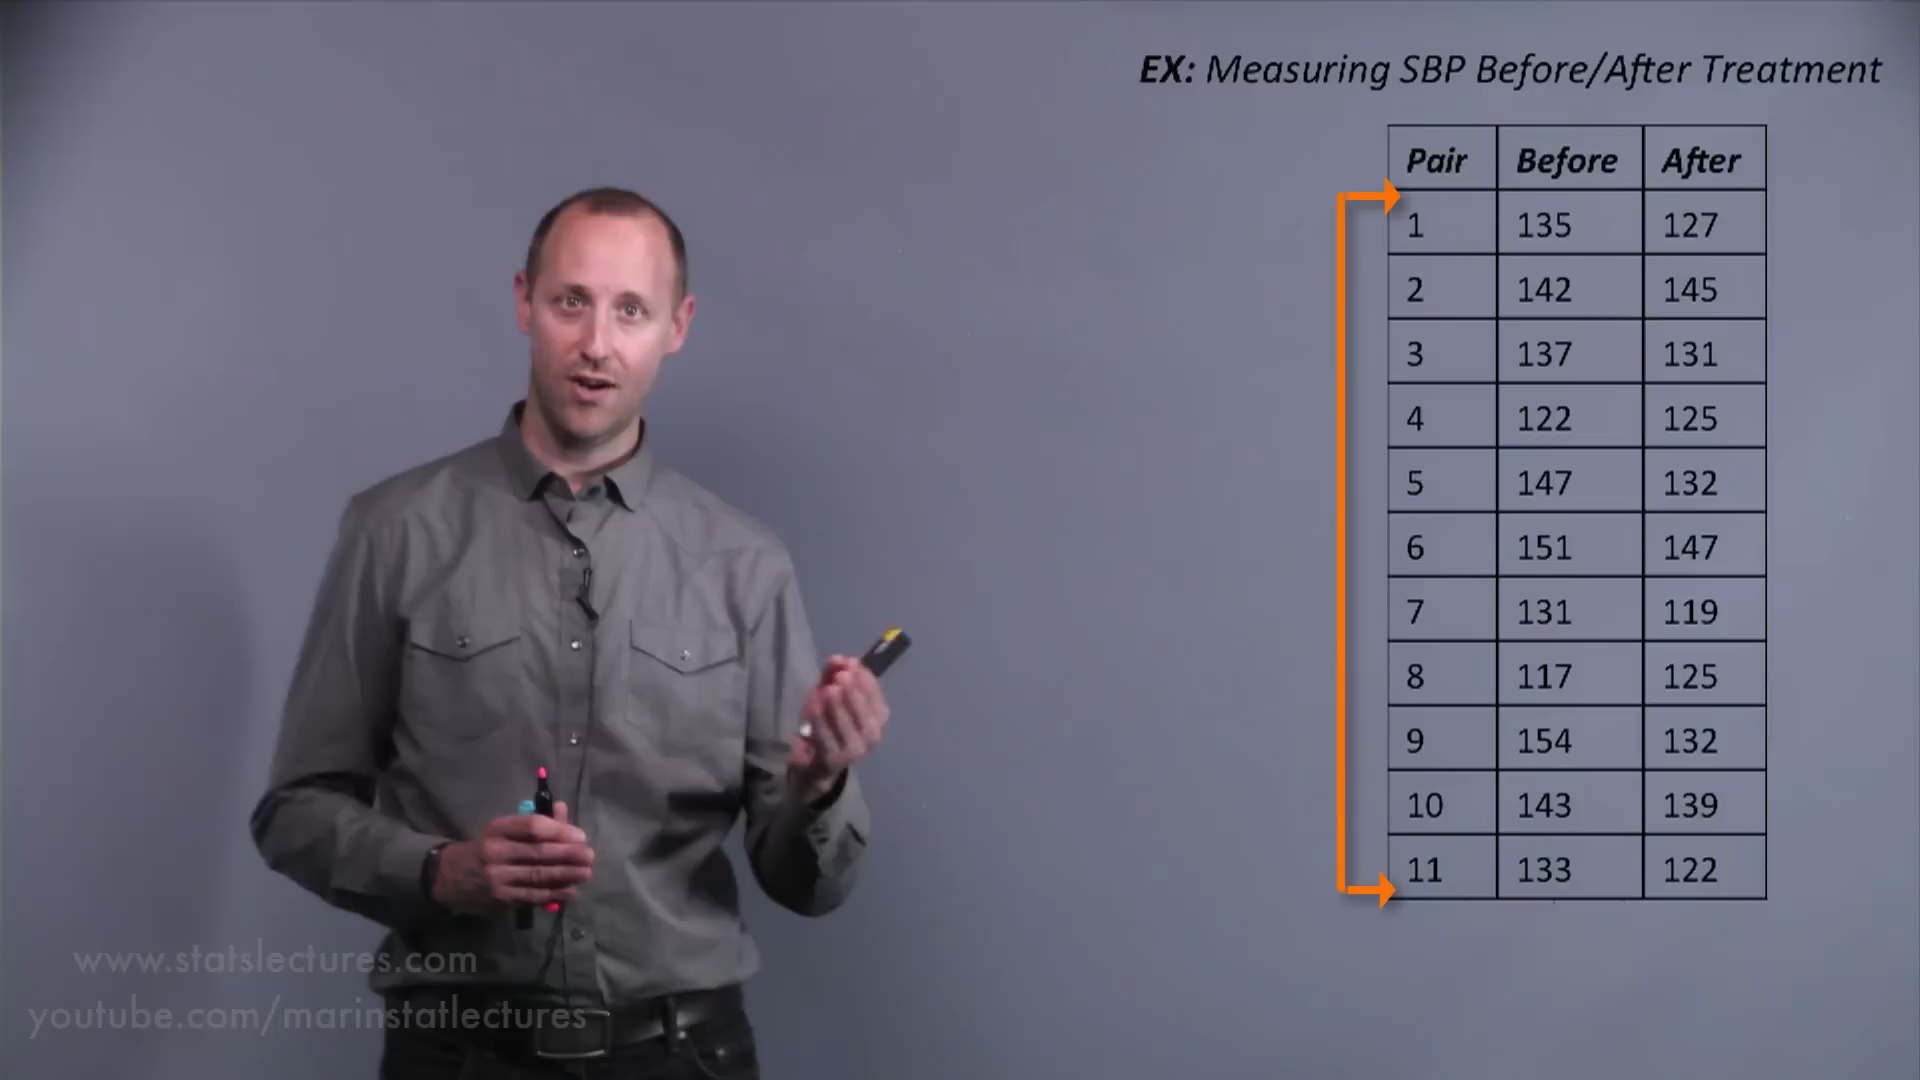 EX: Measuring SBP Before/After Treatment
Pair Before After
1 135 127
2 142 145
3 137 131
4 122 125
5 147 132
6 151 147
7 131 119
8 117 125
9 154 132
10 143 139
11 133 122
www.statslectures.com
youtube.com/marinstatlectures